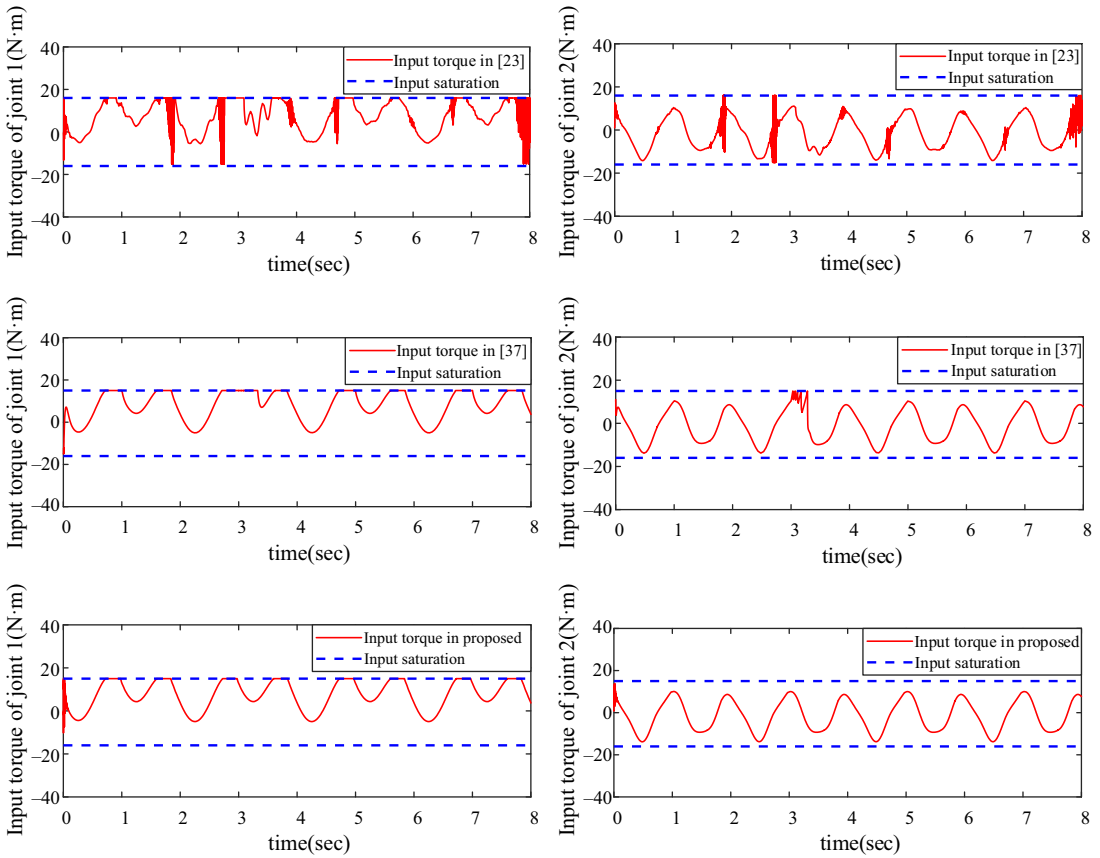 Input torque of joint 1(N·m)
40
20
0
−20
−40
Input torque in [23]
Input saturation
0 1 2 3 4 5 6 7 8
time(sec)
Input torque of joint 2(N·m)
40
20
0
−20
−40
Input torque in [23]
Input saturation
0 1 2 3 4 5 6 7 8
time(sec)
Input torque of joint 1(N·m)
40
20
0
−20
−40
Input torque in [37]
Input saturation
0 1 2 3 4 5 6 7 8
time(sec)
Input torque of joint 2(N·m)
40
20
0
−20
−40
Input torque in [37]
Input saturation
0 1 2 3 4 5 6 7 8
time(sec)
Input torque of joint 1(N·m)
40
20
0
−20
−40
Input torque in proposed
Input saturation
0 1 2 3 4 5 6 7 8
time(sec)
Input torque of joint 2(N·m)
40
20
0
−20
−40
Input torque in proposed
Input saturation
0 1 2 3 4 5 6 7 8
time(sec)